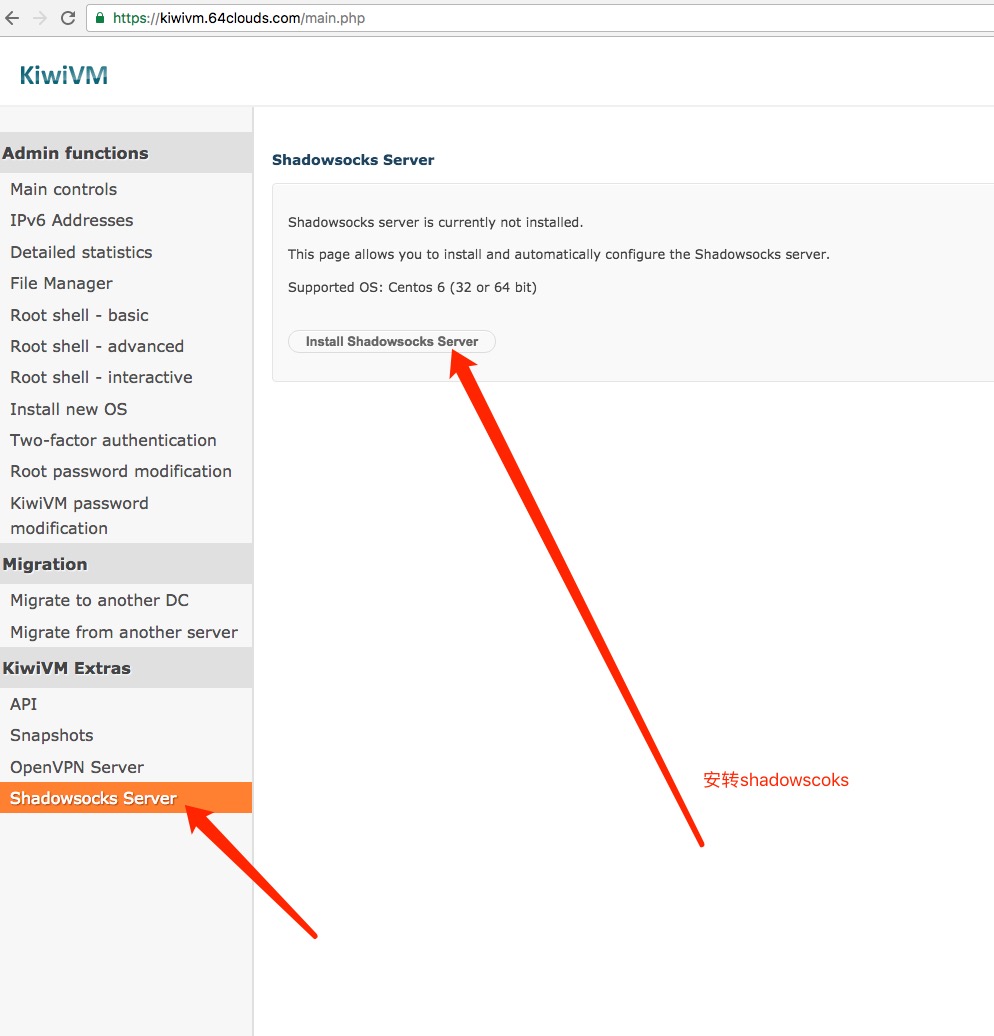 https://kiwivm.64clouds.com/main.php
KiwiVM
Admin functions
Main controls
IPv6 Addresses
Detailed statistics
File Manager
Root shell - basic
Root shell - advanced
Root shell - interactive
Install new OS
Two-factor authentication
Root password modification
KiwiVM password
modification
Migration
Migrate to another DC
Migrate from another server
KiwiVM Extras
API
Snapshots
OpenVPN Server
Shadowsocks Server
Shadowsocks Server
Shadowsocks server is currently not installed.
This page allows you to install and automatically configure the Shadowsocks server.
Supported OS: Centos 6 (32 or 64 bit)
Install Shadowsocks Server
安转shadowscoks